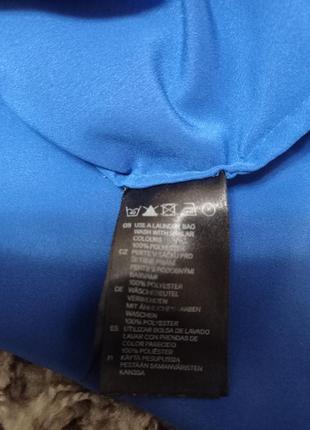 GB USE A LAUNDRY BAG
WASH WITH SIMILAR
COLOURS
100% POLYESTER
CZ PERTE V SÁČKU PRO
ŠETRNÉ PRANÍ
PERTE S PODOBNÝMI
BARVAMI
100% POLYESTER
DE WÄSCHEBEUTEL
VERWENDEN
MIT ÄHNLICHEN FARBEN
WASCHEN
100% POLYESTER
ES UTILIZAR BOLSA DE LAVADO
LAVAR CON PRENDAS DE
COLOR PARECIDO
100% POLIÉSTER
FI KÄYTÄ PESUPUSSIA
PESTÄÄN SAMANVÄRISTEN
KANSSA